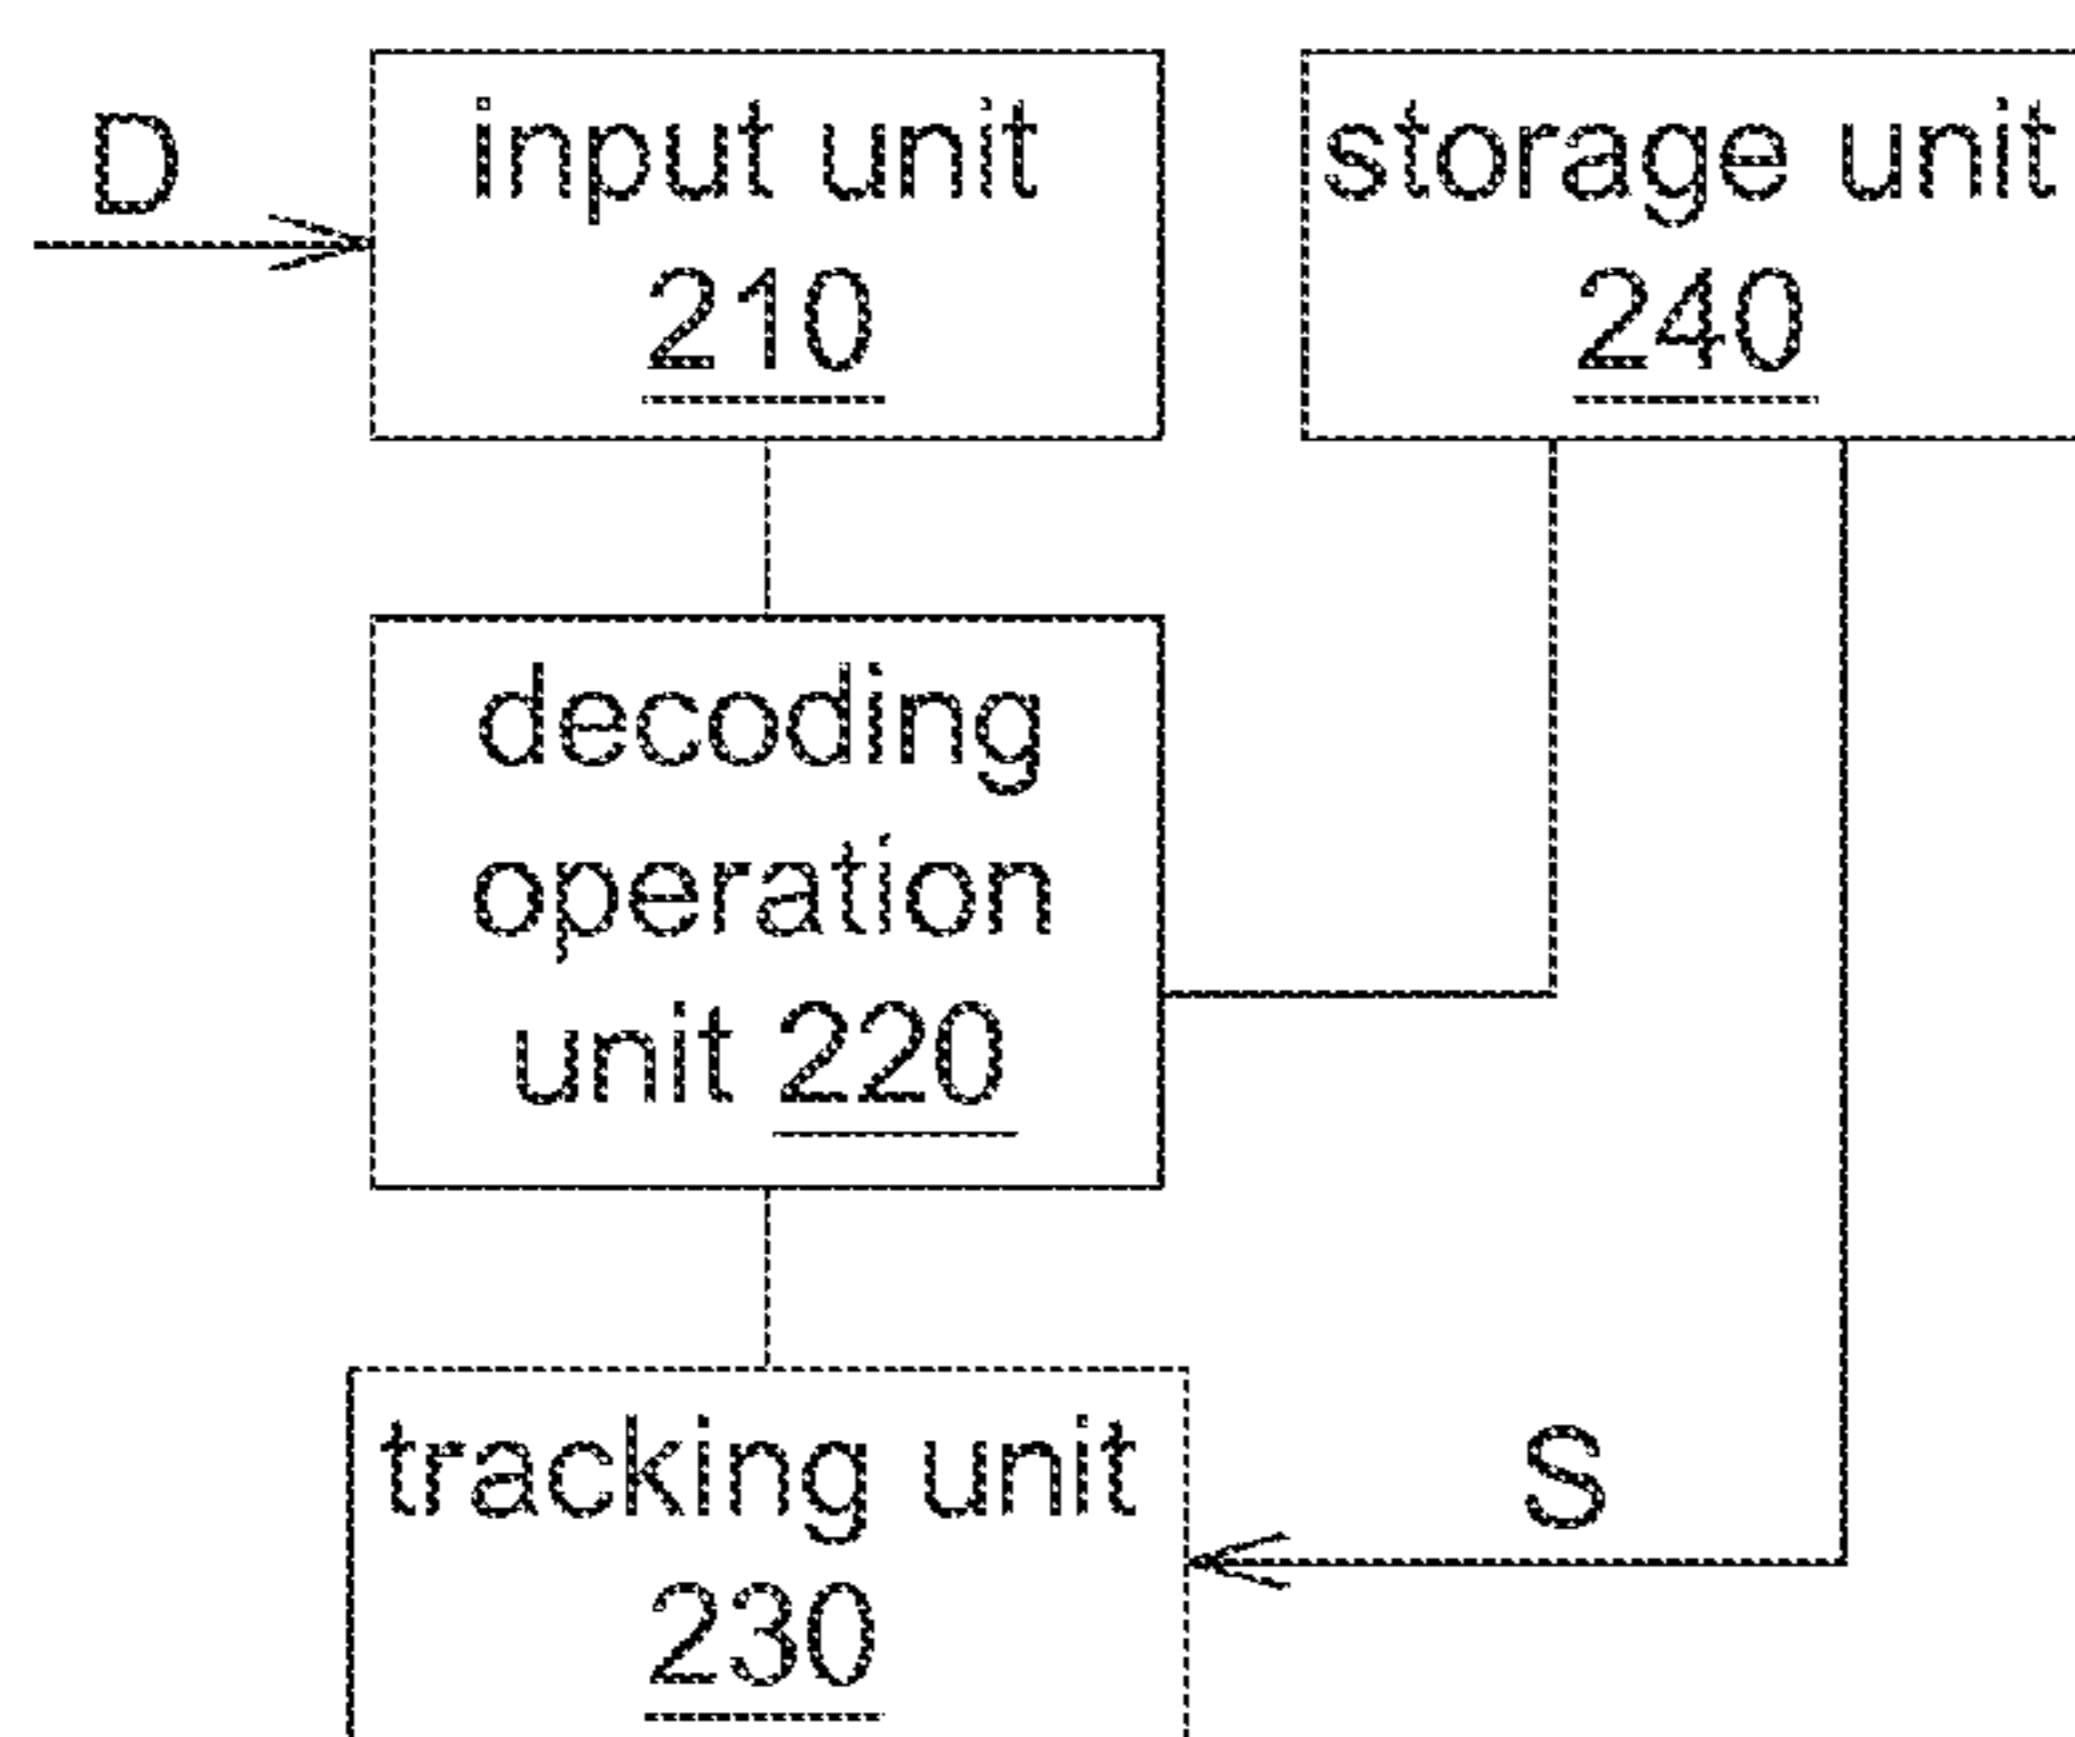 D
input unit
210
storage unit
240
decoding
operation
unit 220
tracking unit
230
S